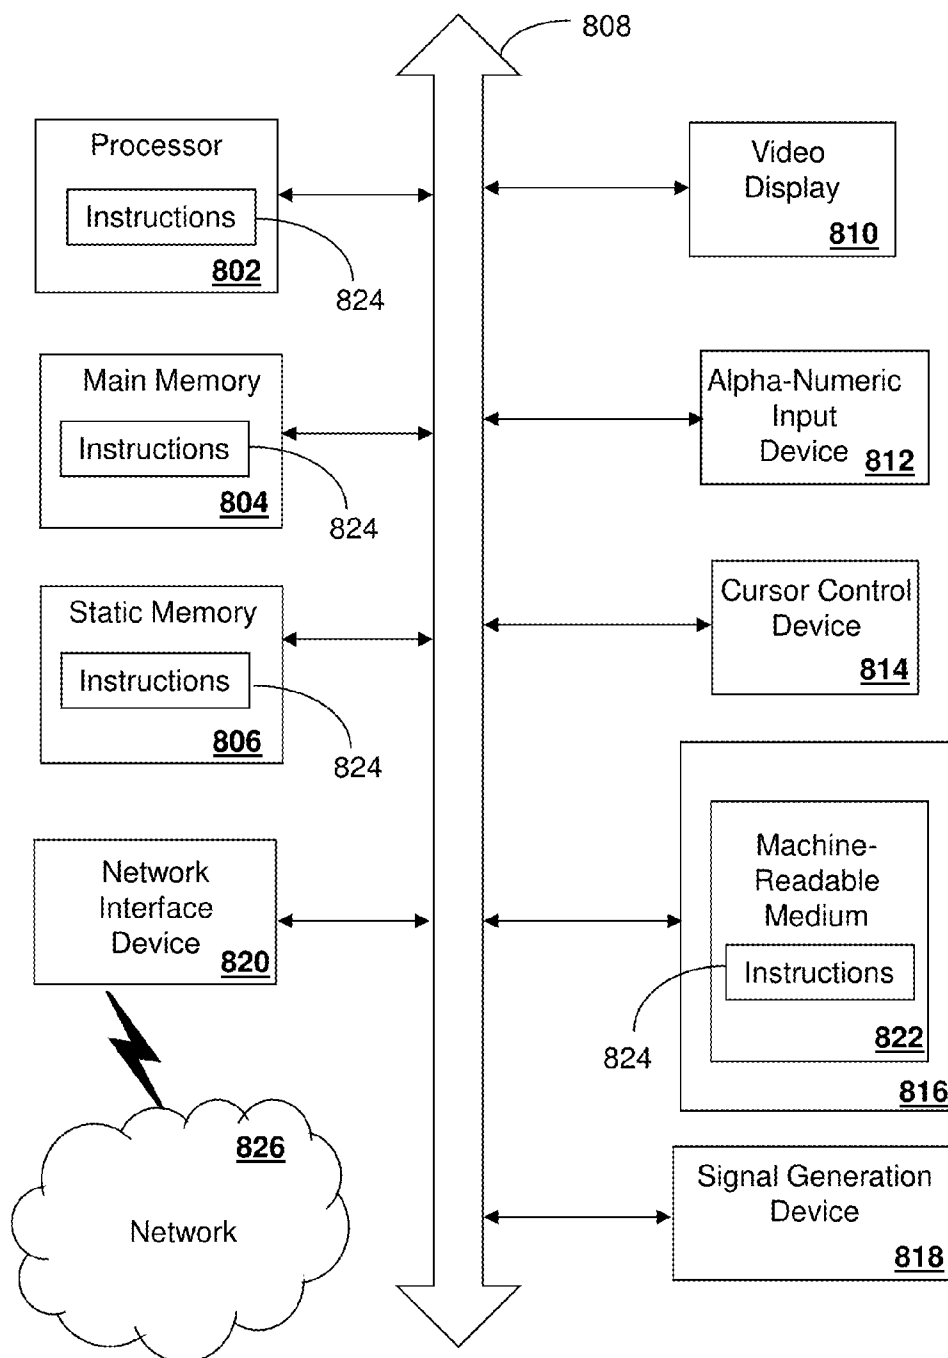 808
Processor
Instructions
802
824
Main Memory
Instructions
804
824
Static Memory
Instructions
806
824
Network
Interface
Device
820
826
Network
Video
Display
810
Alpha-Numeric
Input
Device
812
Cursor Control
Device
814
Machine-
Readable
Medium
Instructions
824
822
816
Signal Generation
Device
818